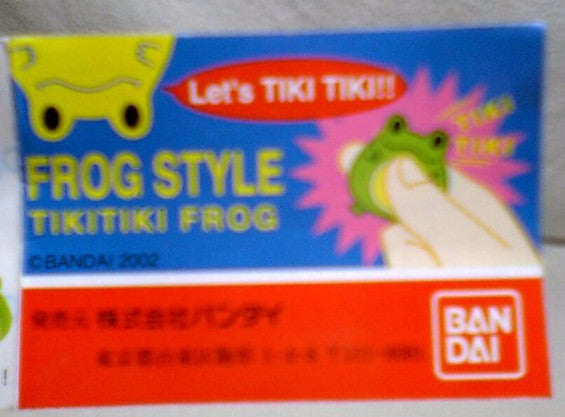 Let's TIKI TIKI!!
TIKI
TIKI
FROG STYLE
TIKITIKI FROG
©BANDAI 2002
発売元 株式会社バンダイ
BAN
DAI